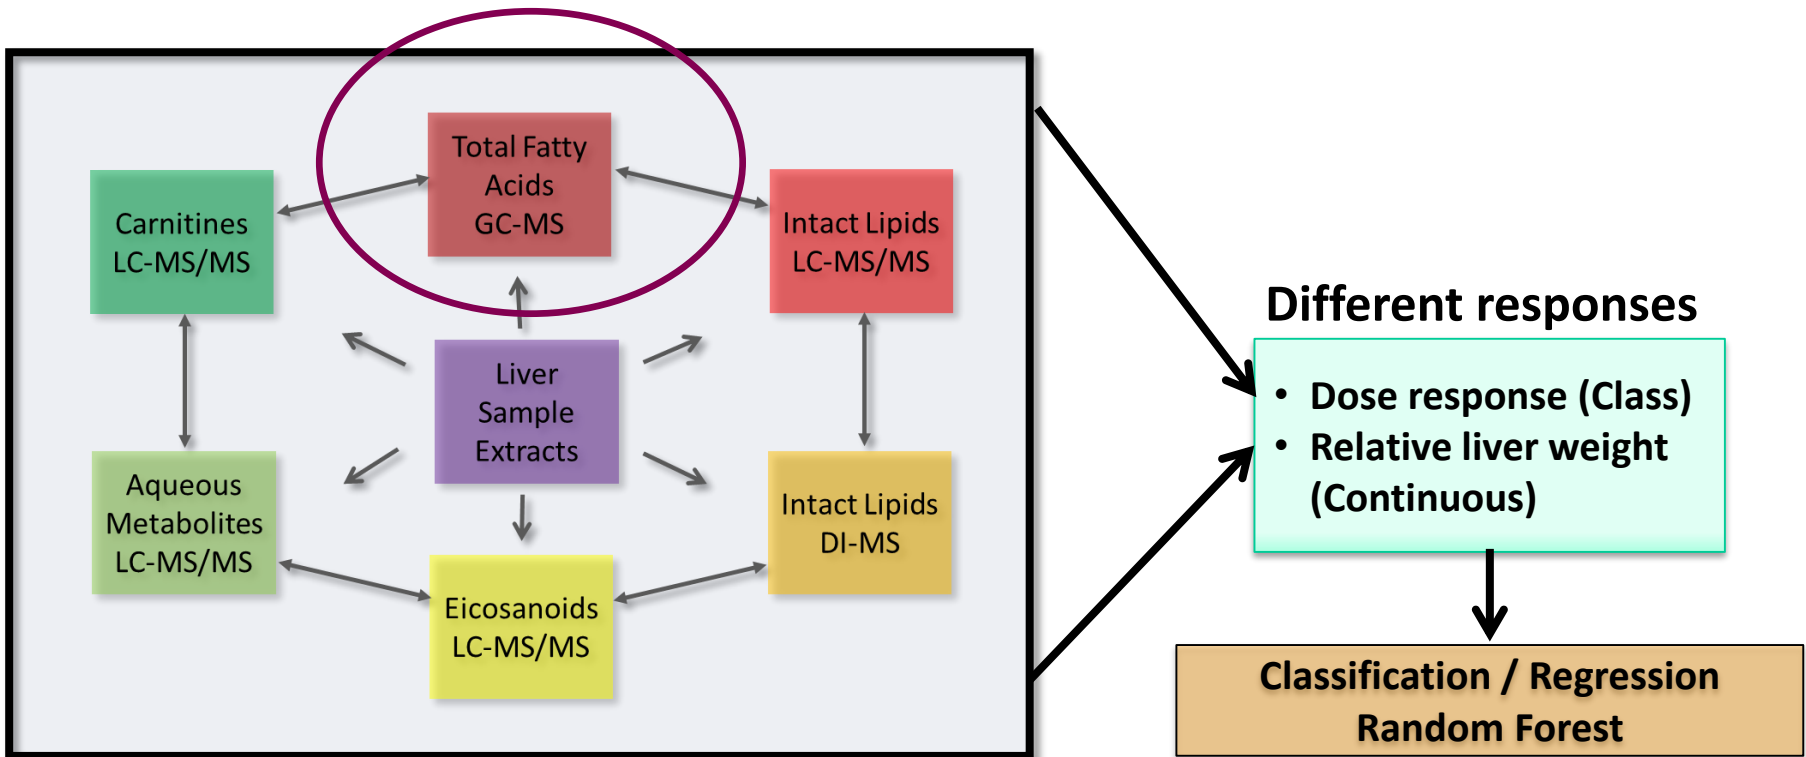 Total Fatty
Acids
GC-MS
Carnitines
LC-MS/MS
Intact Lipids
LC-MS/MS
Liver
Sample
Extracts
Aqueous
Metabolites
LC-MS/MS
Intact Lipids
DI-MS
Eicosanoids
LC-MS/MS
Different responses
• Dose response (Class)
• Relative liver weight
(Continuous)
Classification / Regression
Random Forest